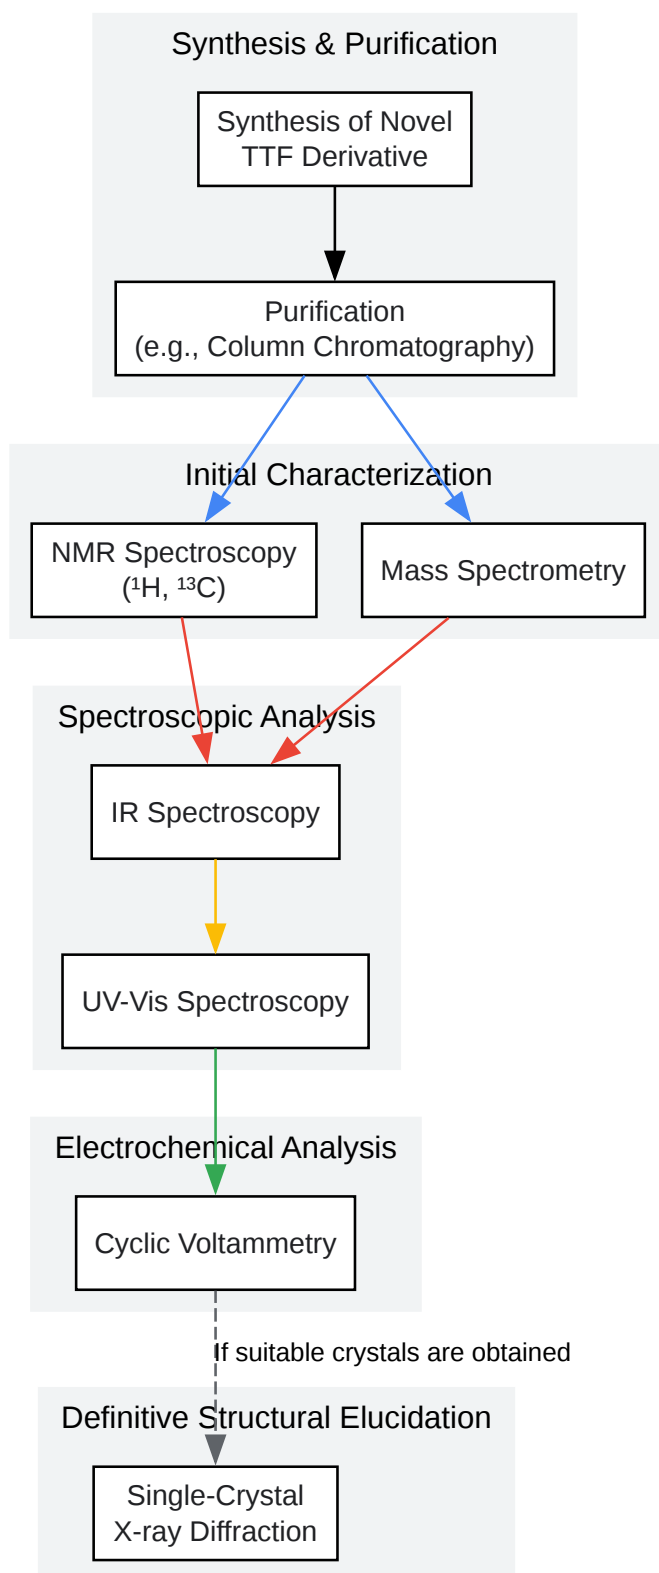 Synthesis & Purification
Synthesis of Novel
TTF Derivative
Purification
(e.g., Column Chromatography)
Initial Characterization
NMR Spectroscopy
(¹H, ¹³C)
Mass Spectrometry
Spectroscopic Analysis
IR Spectroscopy
UV-Vis Spectroscopy
Electrochemical Analysis
Cyclic Voltammetry
If suitable crystals are obtained
Definitive Structural Elucidation
Single-Crystal
X-ray Diffraction